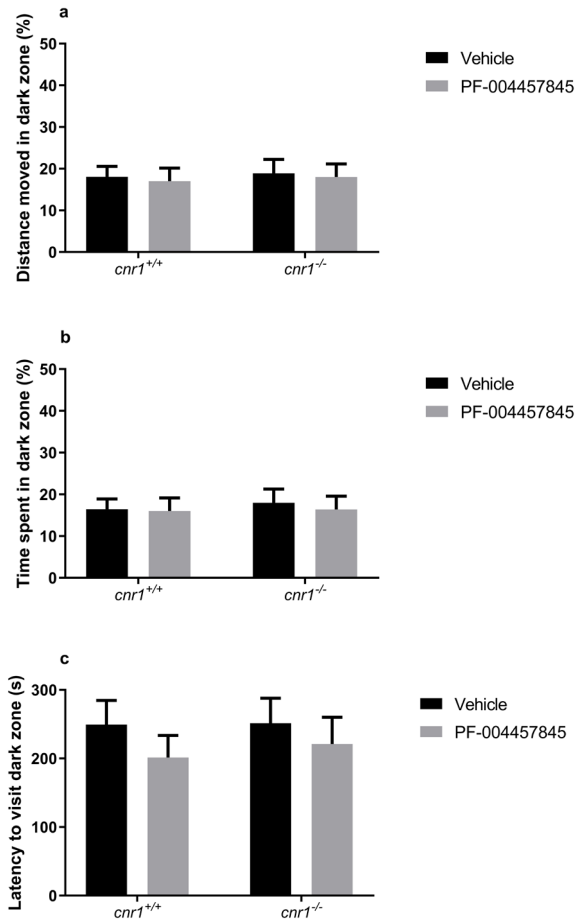 a
Distance moved in dark zone (%)
50
40
30
20
10
0
cnr1+/+
cnr1-/-
Vehicle
PF-004457845
b
Time spent in dark zone (%)
50
40
30
20
10
0
cnr1+/+
cnr1-/-
Vehicle
PF-004457845
c
Latency to visit dark zone (s)
300
200
100
0
cnr1+/+
cnr1-/-
Vehicle
PF-004457845